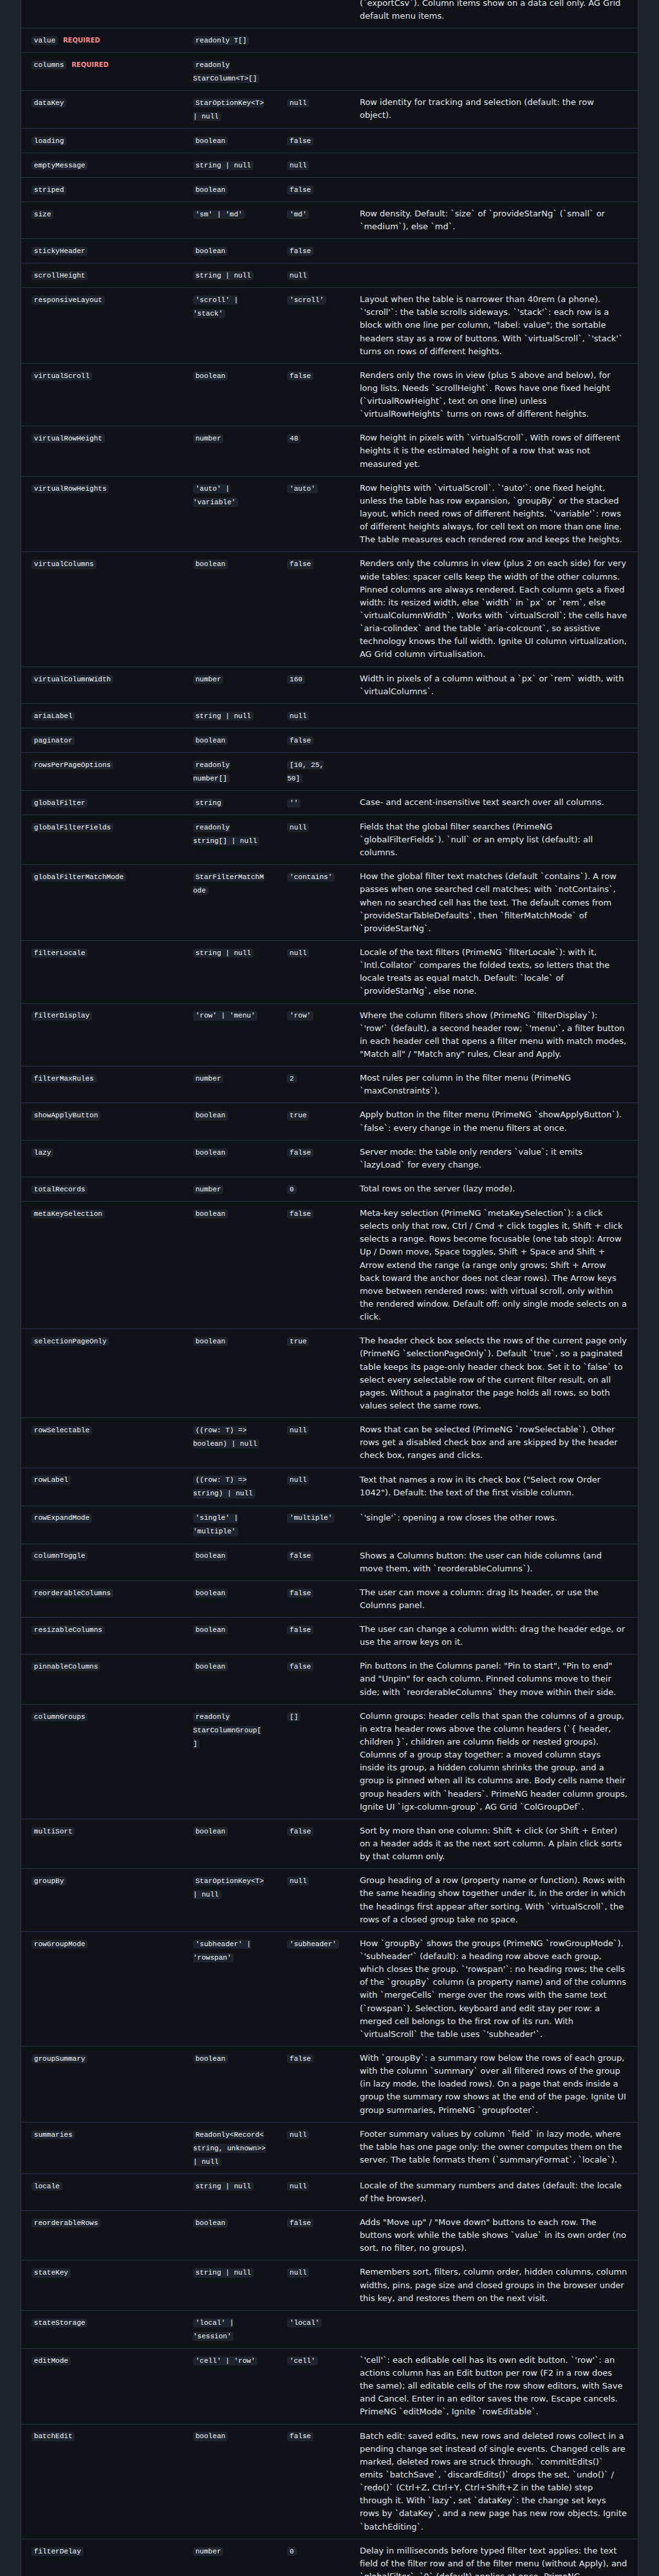 (`exportCsv`). Column items show on a data cell only. AG Grid
default menu items.
value REQUIRED readonly T[]
columns REQUIRED readonly
StarColumn<T>[]
dataKey StarOptionKey<T> null Row identity for tracking and selection (default: the row
| null object).
loading boolean false
emptyMessage string | null null
striped boolean false
size 'sm' | 'md' 'md' Row density. Default: `size` of `provideStarNg` (`small` or
`medium`), else `md`.
stickyHeader boolean false
scrollHeight string | null null
responsiveLayout 'scroll' | 'scroll' Layout when the table is narrower than 40rem (a phone).
'stack' `'scroll'`: the table scrolls sideways. `'stack'`: each row is a
block with one line per column, "label: value"; the sortable
headers stay as a row of buttons. With `virtualScroll`, `'stack'`
turns on rows of different heights.
virtualScroll boolean false Renders only the rows in view (plus 5 above and below), for
long lists. Needs `scrollHeight`. Rows have one fixed height
(`virtualRowHeight`, text on one line) unless
`virtualRowHeights` turns on rows of different heights.
virtualRowHeight number 48 Row height in pixels with `virtualScroll`. With rows of different
heights it is the estimated height of a row that was not
measured yet.
virtualRowHeights 'auto' | 'auto' Row heights with `virtualScroll`. `'auto'`: one fixed height,
'variable' unless the table has row expansion, `groupBy` or the stacked
layout, which need rows of different heights. `'variable'`: rows
of different heights always, for cell text on more than one line.
The table measures each rendered row and keeps the heights.
virtualColumns boolean false Renders only the columns in view (plus 2 on each side) for very
wide tables: spacer cells keep the width of the other columns.
Pinned columns are always rendered. Each column gets a fixed
width: its resized width, else `width` in `px` or `rem`, else
`virtualColumnWidth`. Works with `virtualScroll`; the cells have
`aria-colindex` and the table `aria-colcount`, so assistive
technology knows the full width. Ignite UI column virtualization,
AG Grid column virtualisation.
virtualColumnWidth number 160 Width in pixels of a column without a `px` or `rem` width, with
`virtualColumns`.
ariaLabel string | null null
paginator boolean false
rowsPerPageOptions readonly [10, 25,
number[] 50]
globalFilter string '' Case- and accent-insensitive text search over all columns.
globalFilterFields readonly null Fields that the global filter searches (PrimeNG
string[] | null `globalFilterFields`). `null` or an empty list (default): all
columns.
globalFilterMatchMode StarFilterMatchM 'contains' How the global filter text matches (default `contains`). A row
ode passes when one searched cell matches; with `notContains`,
when no searched cell has the text. The default comes from
`provideStarTableDefaults`, then `filterMatchMode` of
`provideStarNg`.
filterLocale string | null null Locale of the text filters (PrimeNG `filterLocale`): with it,
`Intl.Collator` compares the folded texts, so letters that the
locale treats as equal match. Default: `locale` of
`provideStarNg`, else none.
filterDisplay 'row' | 'menu' 'row' Where the column filters show (PrimeNG `filterDisplay`):
`'row'` (default), a second header row; `'menu'`, a filter button
in each header cell that opens a filter menu with match modes,
"Match all" / "Match any" rules, Clear and Apply.
filterMaxRules number 2 Most rules per column in the filter menu (PrimeNG
`maxConstraints`).
showApplyButton boolean true Apply button in the filter menu (PrimeNG `showApplyButton`).
`false`: every change in the menu filters at once.
lazy boolean false Server mode: the table only renders `value`; it emits
`lazyLoad` for every change.
totalRecords number 0 Total rows on the server (lazy mode).
metaKeySelection boolean false Meta-key selection (PrimeNG `metaKeySelection`): a click
selects only that row, Ctrl / Cmd + click toggles it, Shift + click
selects a range. Rows become focusable (one tab stop): Arrow
Up / Down move, Space toggles, Shift + Space and Shift +
Arrow extend the range (a range only grows; Shift + Arrow
back toward the anchor does not clear rows). The Arrow keys
move between rendered rows: with virtual scroll, only within
the rendered window. Default off: only single mode selects on a
click.
selectionPageOnly boolean true The header check box selects the rows of the current page only
(PrimeNG `selectionPageOnly`). Default `true`, so a paginated
table keeps its page-only header check box. Set it to `false` to
select every selectable row of the current filter result, on all
pages. Without a paginator the page holds all rows, so both
values select the same rows.
rowSelectable ((row: T) => null Rows that can be selected (PrimeNG `rowSelectable`). Other
boolean) | null rows get a disabled check box and are skipped by the header
check box, ranges and clicks.
rowLabel ((row: T) => null Text that names a row in its check box ("Select row Order
string) | null 1042"). Default: the text of the first visible column.
rowExpandMode 'single' | 'multiple' `'single'`: opening a row closes the other rows.
'multiple'
columnToggle boolean false Shows a Columns button: the user can hide columns (and
move them, with `reorderableColumns`).
reorderableColumns boolean false The user can move a column: drag its header, or use the
Columns panel.
resizableColumns boolean false The user can change a column width: drag the header edge, or
use the arrow keys on it.
pinnableColumns boolean false Pin buttons in the Columns panel: "Pin to start", "Pin to end"
and "Unpin" for each column. Pinned columns move to their
side; with `reorderableColumns` they move within their side.
columnGroups readonly [] Column groups: header cells that span the columns of a group,
StarColumnGroup[ in extra header rows above the column headers (`{ header,
] children }`, children are column fields or nested groups).
Columns of a group stay together: a moved column stays
inside its group, a hidden column shrinks the group, and a
group is pinned when all its columns are. Body cells name their
group headers with `headers`. PrimeNG header column groups,
Ignite UI `igx-column-group`, AG Grid `ColGroupDef`.
multiSort boolean false Sort by more than one column: Shift + click (or Shift + Enter)
on a header adds it as the next sort column. A plain click sorts
by that column only.
groupBy StarOptionKey<T> null Group heading of a row (property name or function). Rows with
| null the same heading show together under it, in the order in which
the headings first appear after sorting. With `virtualScroll`, the
rows of a closed group take no space.
rowGroupMode 'subheader' | 'subheader' How `groupBy` shows the groups (PrimeNG `rowGroupMode`).
'rowspan' `'subheader'` (default): a heading row above each group,
which closes the group. `'rowspan'`: no heading rows; the cells
of the `groupBy` column (a property name) and of the columns
with `mergeCells` merge over the rows with the same text
(`rowspan`). Selection, keyboard and edit stay per row: a
merged cell belongs to the first row of its run. With
`virtualScroll` the table uses `'subheader'`.
groupSummary boolean false With `groupBy`: a summary row below the rows of each group,
with the column `summary` over all filtered rows of the group
(in lazy mode, the loaded rows). On a page that ends inside a
group the summary row shows at the end of the page. Ignite UI
group summaries, PrimeNG `groupfooter`.
summaries Readonly<Record< null Footer summary values by column `field` in lazy mode, where
string, unknown>> the table has one page only: the owner computes them on the
| null server. The table formats them (`summaryFormat`, `locale`).
locale string | null null Locale of the summary numbers and dates (default: the locale
of the browser).
reorderableRows boolean false Adds "Move up" / "Move down" buttons to each row. The
buttons work while the table shows `value` in its own order (no
sort, no filter, no groups).
stateKey string | null null Remembers sort, filters, column order, hidden columns, column
widths, pins, page size and closed groups in the browser under
this key, and restores them on the next visit.
stateStorage 'local' | 'local'
'session'
editMode 'cell' | 'row' 'cell' `'cell'`: each editable cell has its own edit button. `'row'`: an
actions column has an Edit button per row (F2 in a row does
the same); all editable cells of the row show editors, with Save
and Cancel. Enter in an editor saves the row, Escape cancels.
PrimeNG `editMode`, Ignite `rowEditable`.
batchEdit boolean false Batch edit: saved edits, new rows and deleted rows collect in a
pending change set instead of single events. Changed cells are
marked, deleted rows are struck through. `commitEdits()`
emits `batchSave`, `discardEdits()` drops the set, `undo()` /
`redo()` (Ctrl+Z, Ctrl+Y, Ctrl+Shift+Z in the table) step
through it. With `lazy`, set `dataKey`: the change set keys
rows by `dataKey`, and a new page has new row objects. Ignite
`batchEditing`.
filterDelay number 0 Delay in milliseconds before typed filter text applies: the text
field of the filter row and of the filter menu (without Apply), and